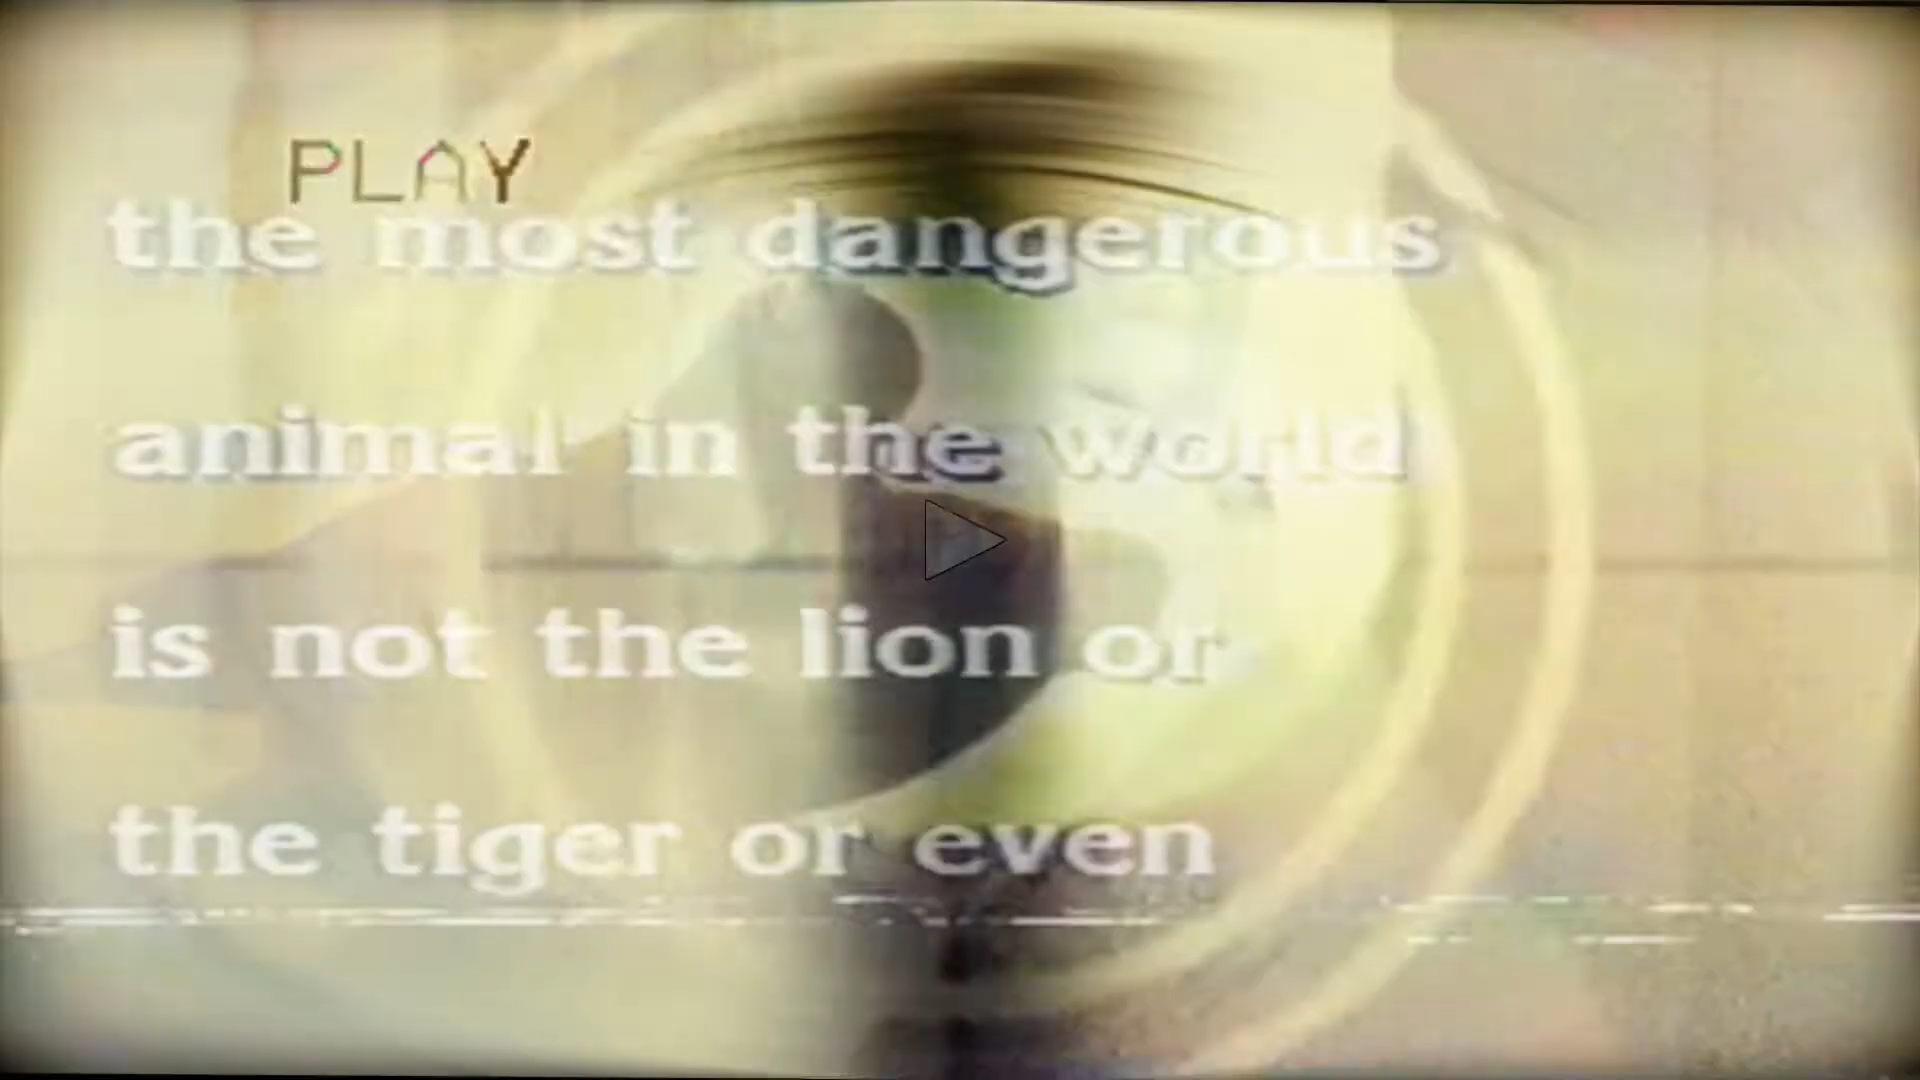 PLAY
the most dangerous
animal in the world
is not the lion or
the tiger or even